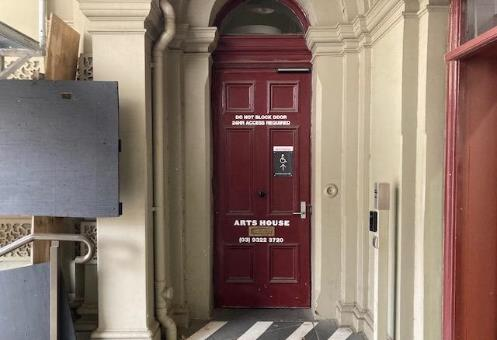 DO NOT BLOCK DOOR
24HR ACCESS REQUIRED
ARTS HOUSE
(03) 9322 3720